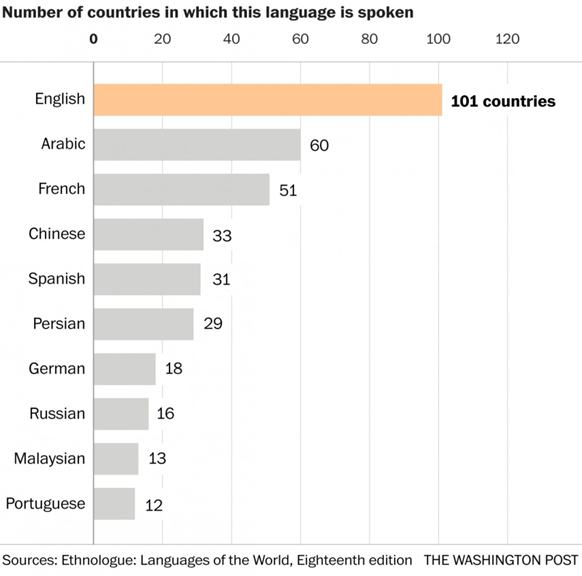 Number of countries in which this language is spoken
0 20 40 60 80 100 120
English 101 countries
Arabic 60
French 51
Chinese 33
Spanish 31
Persian 29
German 18
Russian 16
Malaysian 13
Portuguese 12
Sources: Ethnologue: Languages of the World, Eighteenth edition THE WASHINGTON POST